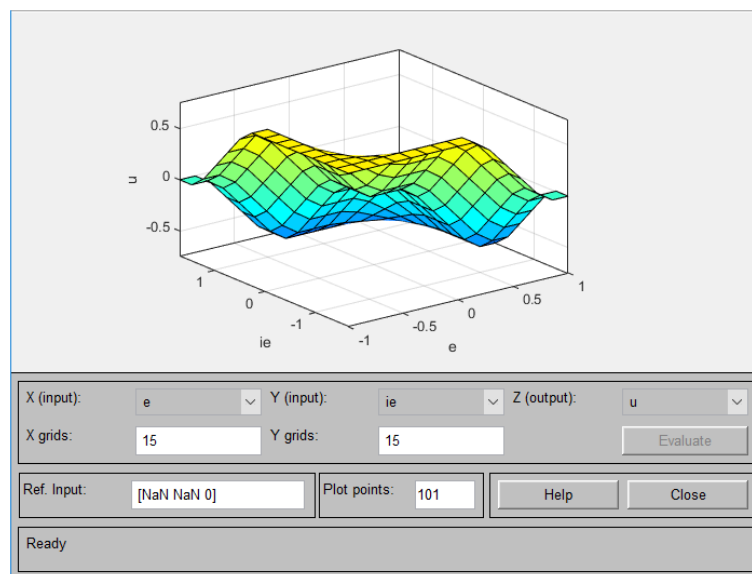 0.5
0
-0.5
u
1
0
-1
ie
-1
-0.5
0
0.5
1
e
X (input): e Y (input): ie Z (output): u
X grids: 15 Y grids: 15 Evaluate
Ref. Input: [NaN NaN 0] Plot points: 101 Help Close
Ready